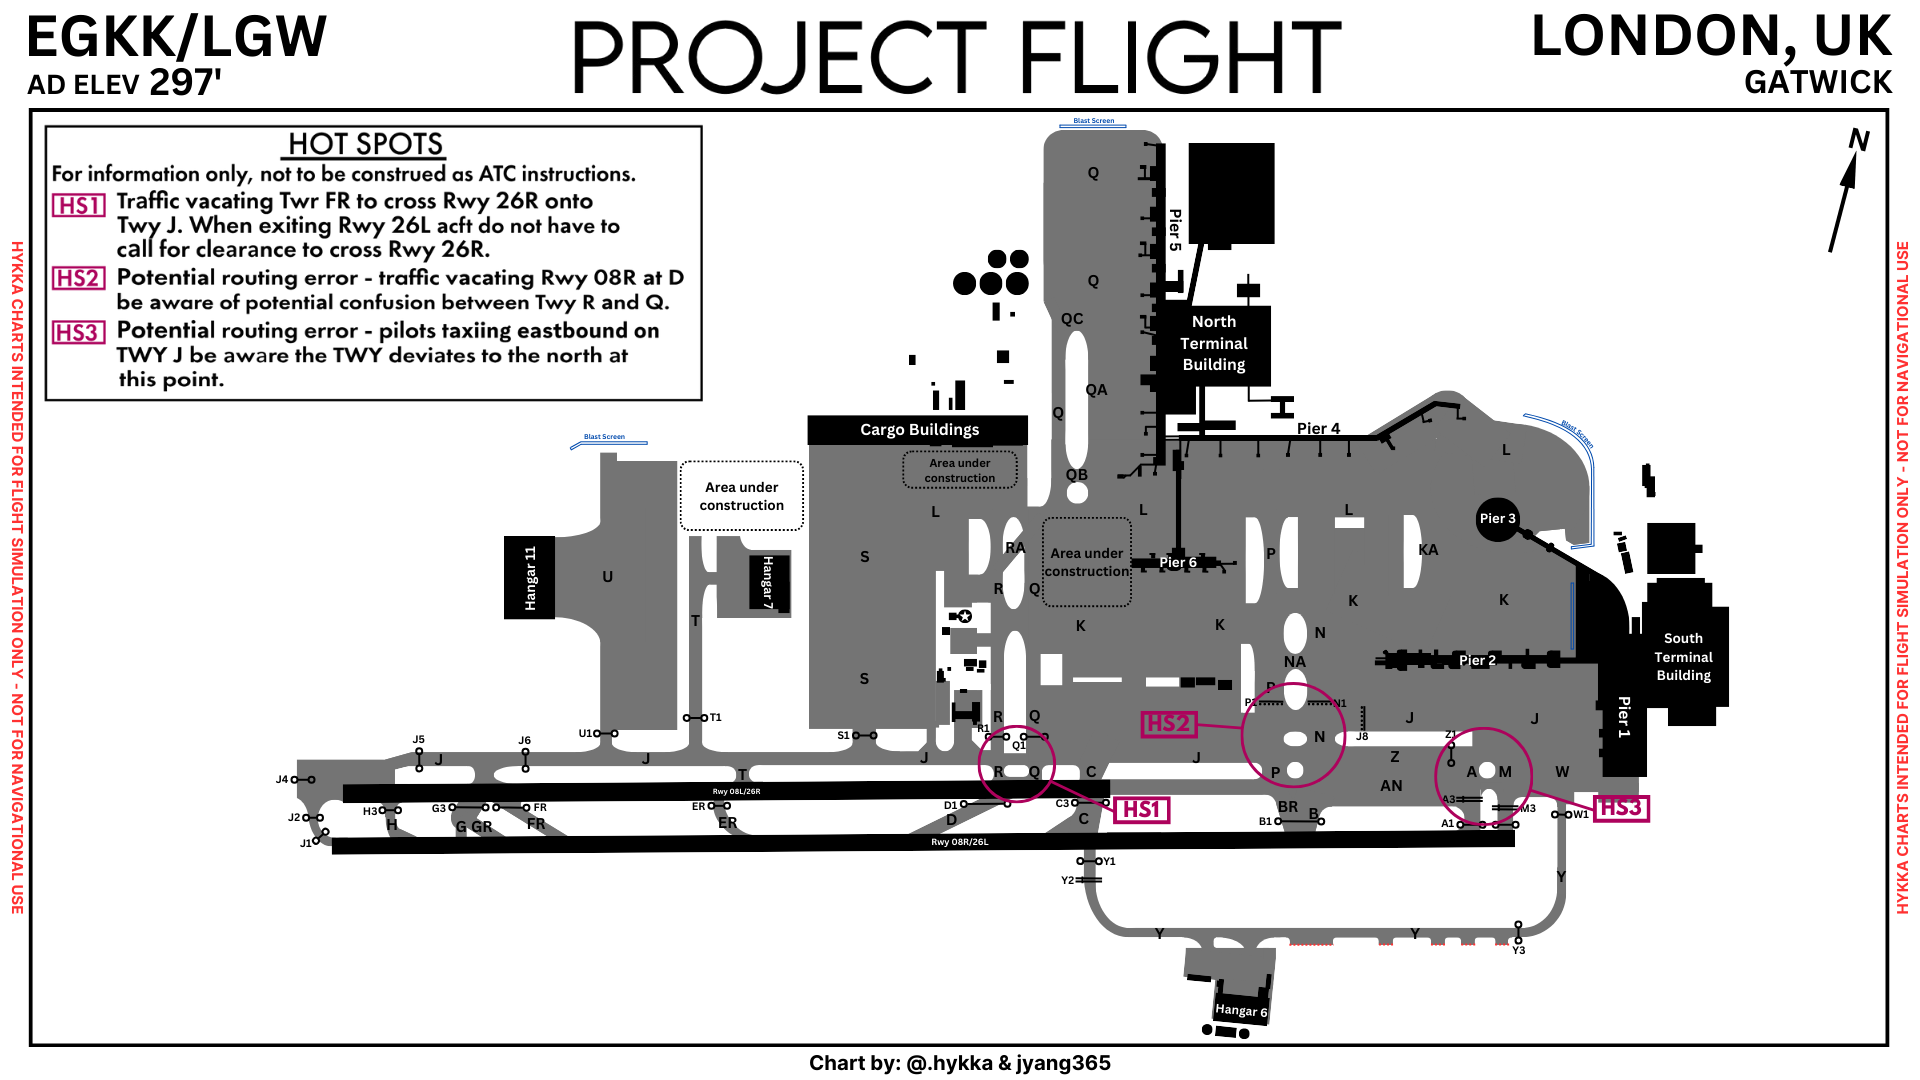 EGKK/LGW
AD ELEV 297'
PROJECT FLIGHT
LONDON, UK
GATWICK
HOT SPOTS
For information only, not to be construed as ATC instructions.
HS1 Traffic vacating Twr FR to cross Rwy 26R onto
Twy J. When exiting Rwy 26L acft do not have to
call for clearance to cross Rwy 26R.
HS2 Potential routing error - traffic vacating Rwy 08R at D
be aware of potential confusion between Twy R and Q.
HS3 Potential routing error - pilots taxiing eastbound on
TWY J be aware the TWY deviates to the north at
this point.
N
HYKKA CHARTS INTENDED FOR FLIGHT SIMULATION ONLY - NOT FOR NAVIGATIONAL USE
HYKKA CHARTS INTENDED FOR FLIGHT SIMULATION ONLY - NOT FOR NAVIGATIONAL USE
Blast Screen
Q
Pier 5
Q
QC
North
Terminal
Building
QA
Q
Cargo Buildings
Pier 4
Blast Screen
Blast Screen
L
Area under
construction
QB
Area under
construction
L
L
L
Pier 3
Hangar 11
U
Hangar 7
T
S
RA
R
Q
Area under
construction
Pier 6
P
KA
K
K
K
K
N
South
Terminal
Building
NA
Pier 2
S
P
P1
N1
R
Q
T1
U1
S1
R1
Q1
HS2
N
J8
J
J
Z1
Pier 1
J5
J6
J
J
J
J
Z
J4
T
R
Q
C
P
A
M
W
AN
Rwy 08L/26R
H3
G3
FR
ER
D1
C3
HS1
BR
B
B1
A3
M3
A1
W1
HS3
J2
J1
H
G
GR
FR
ER
D
C
Rwy 08R/26L
Y1
Y2
Y
Y
Y
Y3
Hangar 6
Chart by: @.hykka & jyang365